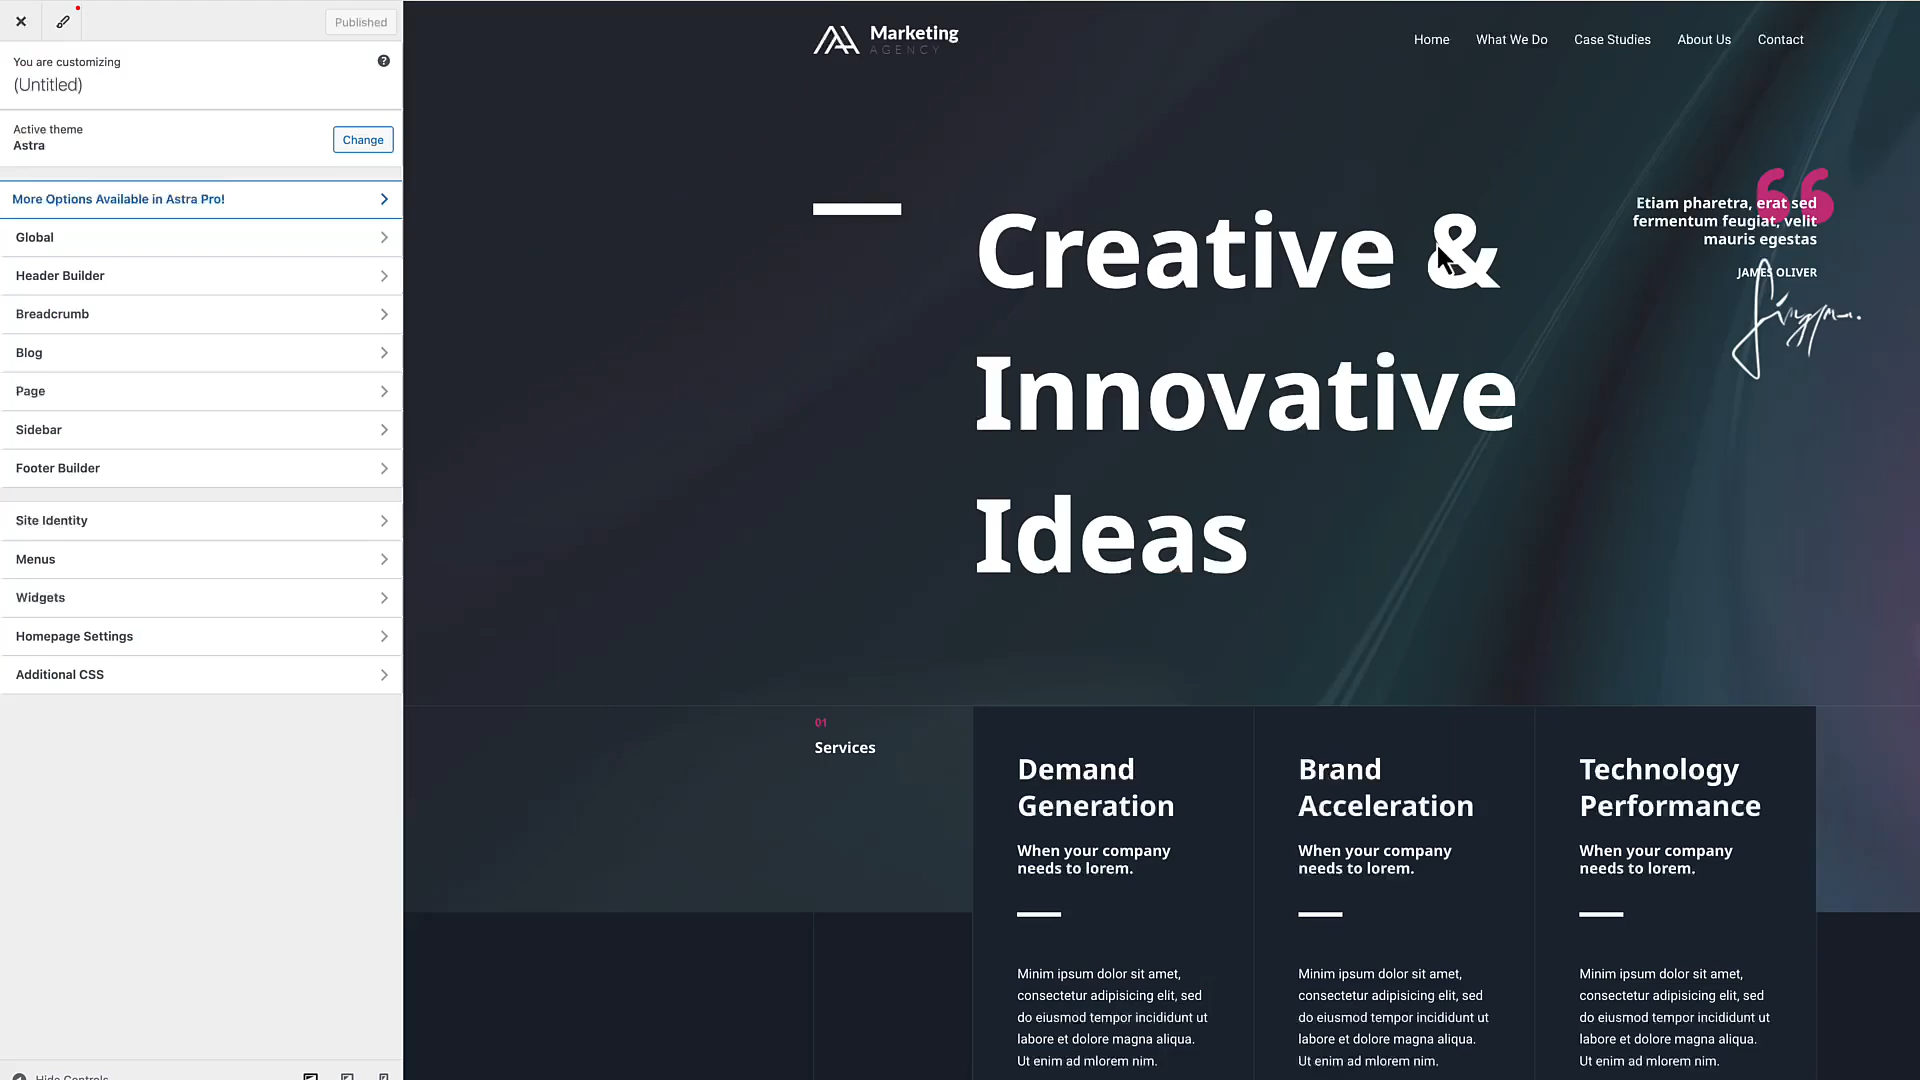 Published
You are customizing
(Untitled)
Active theme
Astra
Change
More Options Available in Astra Pro!
Global
Header Builder
Breadcrumb
Blog
Page
Sidebar
Footer Builder
Site Identity
Menus
Widgets
Homepage Settings
Additional CSS
Hide Controls
Marketing
AGENCY
Home What We Do Case Studies About Us Contact
Creative &
Innovative
Ideas
Etiam pharetra, erat sed
fermentum feugiat, velit
mauris egestas
JAMES OLIVER
01
Services
Demand
Generation
When your company
needs to lorem.
Minim ipsum dolor sit amet,
consectetur adipisicing elit, sed
do eiusmod tempor incididunt ut
labore et dolore magna aliqua.
Ut enim ad mlorem nim.
Brand
Acceleration
When your company
needs to lorem.
Minim ipsum dolor sit amet,
consectetur adipisicing elit, sed
do eiusmod tempor incididunt ut
labore et dolore magna aliqua.
Ut enim ad mlorem nim.
Technology
Performance
When your company
needs to lorem.
Minim ipsum dolor sit amet,
consectetur adipisicing elit, sed
do eiusmod tempor incididunt ut
labore et dolore magna aliqua.
Ut enim ad mlorem nim.